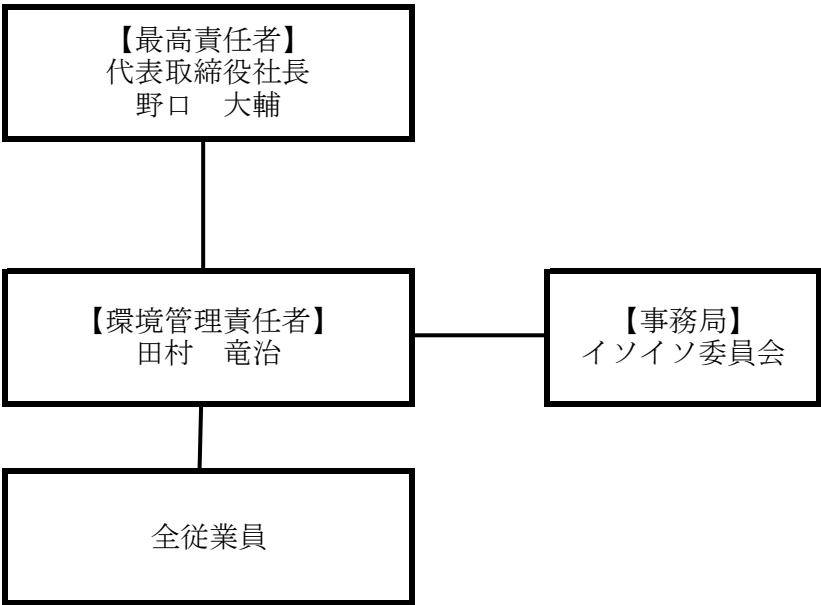 【最高責任者】
代表取締役社長
野口　大輔
【環境管理責任者】
田村　竜治
【事務局】
イソイソ委員会
全従業員